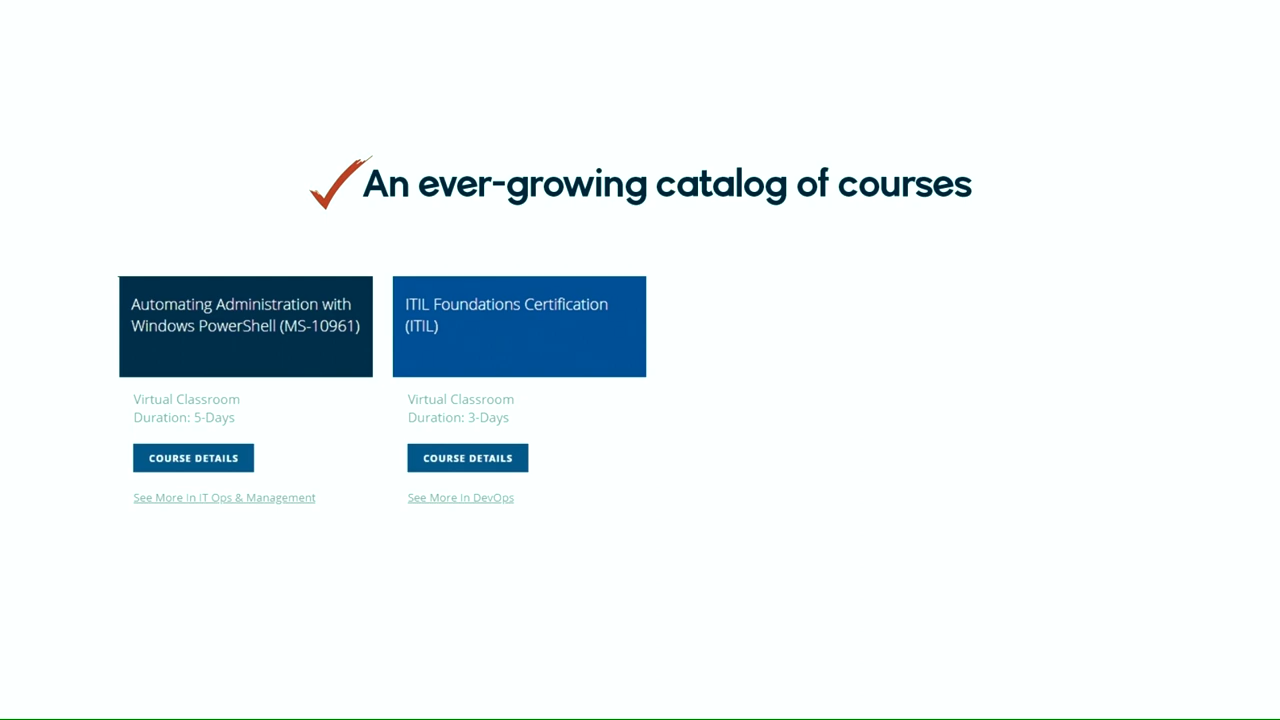 An ever-growing catalog of courses
Automating Administration with
Windows PowerShell (MS-10961)
Virtual Classroom
Duration: 5-Days
COURSE DETAILS
See More In IT Ops & Management
ITIL Foundations Certification
(ITIL)
Virtual Classroom
Duration: 3-Days
COURSE DETAILS
See More In DevOps